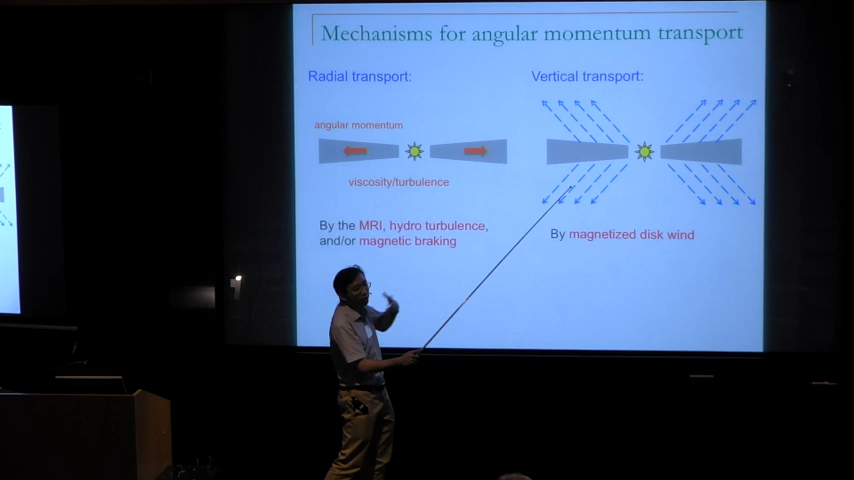 Mechanisms for angular momentum transport
Radial transport:
angular momentum
viscosity/turbulence
By the MRI, hydro turbulence,
and/or magnetic braking
Vertical transport:
By magnetized disk wind